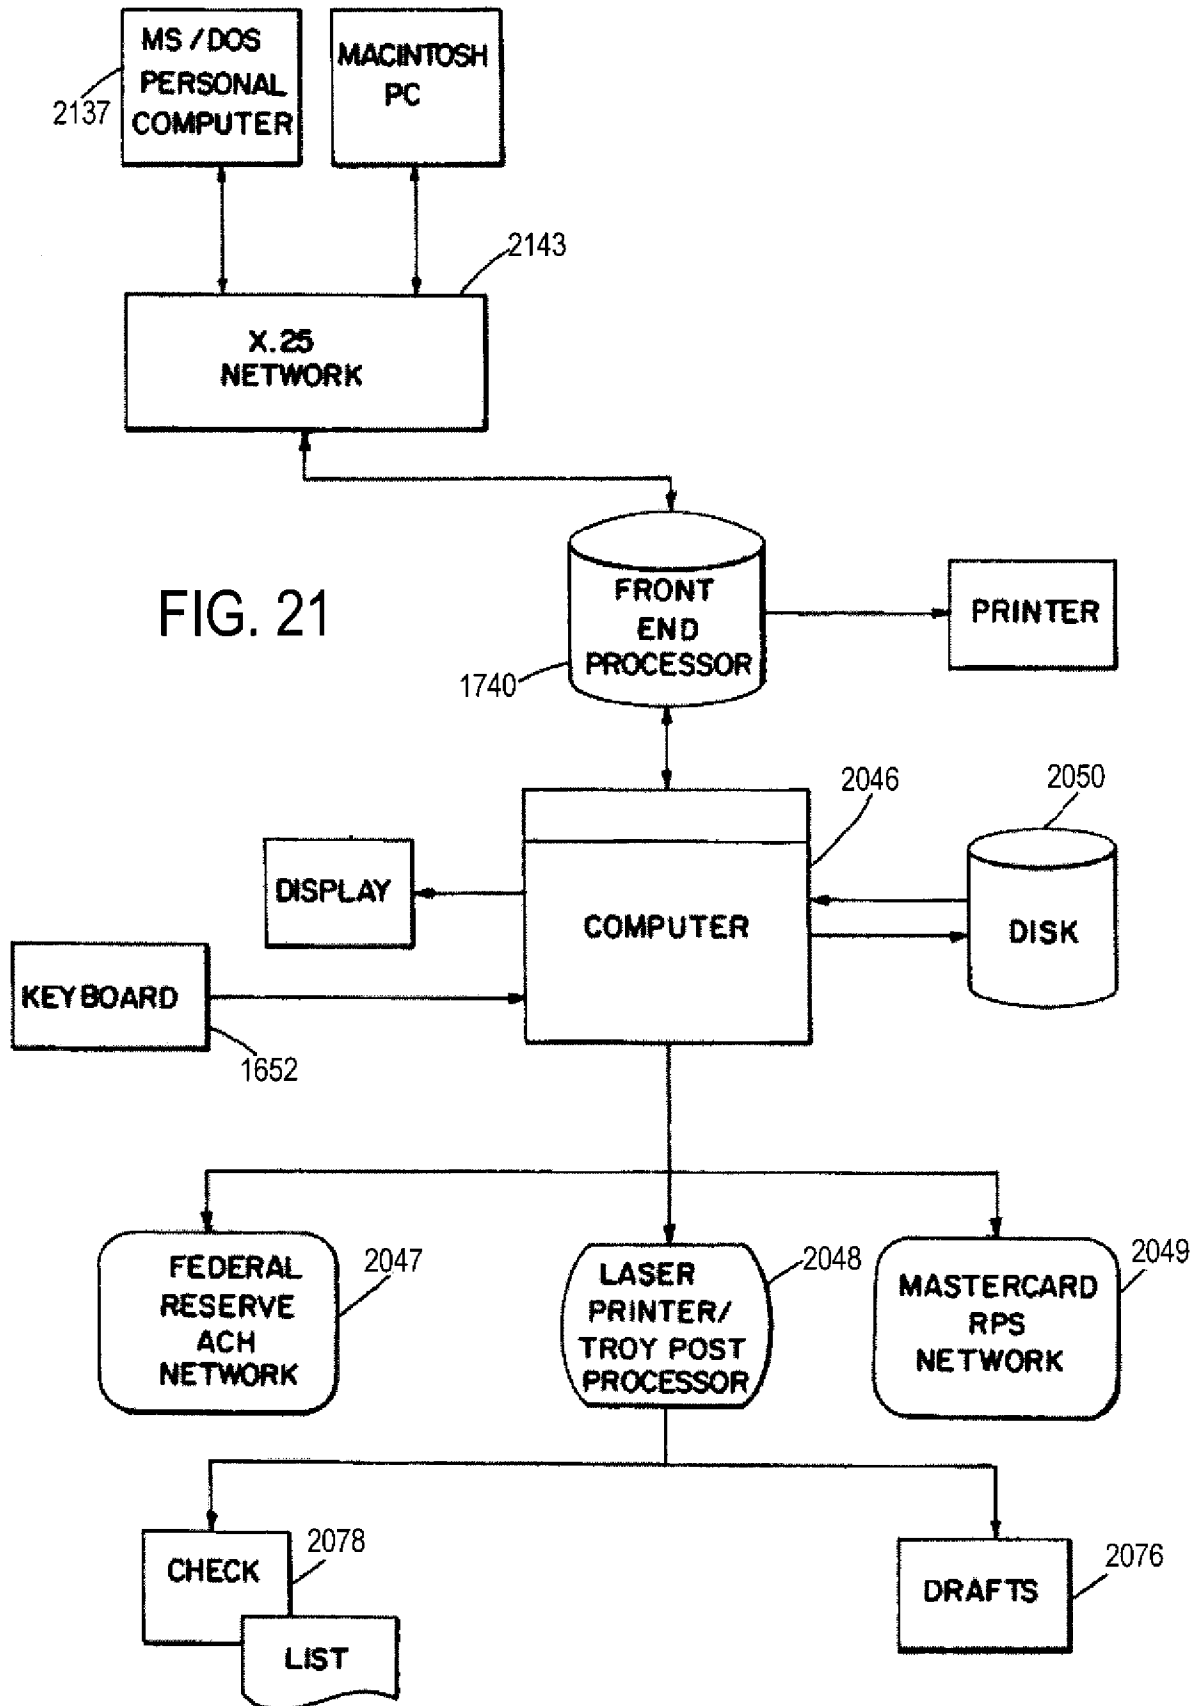 MS/DOS
PERSONAL
COMPUTER
2137
MACINTOSH
PC
2143
X.25
NETWORK
FIG. 21
FRONT
END
PROCESSOR
1740
PRINTER
2046
2050
DISPLAY
COMPUTER
DISK
KEYBOARD
1652
FEDERAL
RESERVE
ACH
NETWORK
2047
LASER
PRINTER/
TROY POST
PROCESSOR
2048
MASTERCARD
RPS
NETWORK
2049
CHECK
2078
LIST
DRAFTS
2076